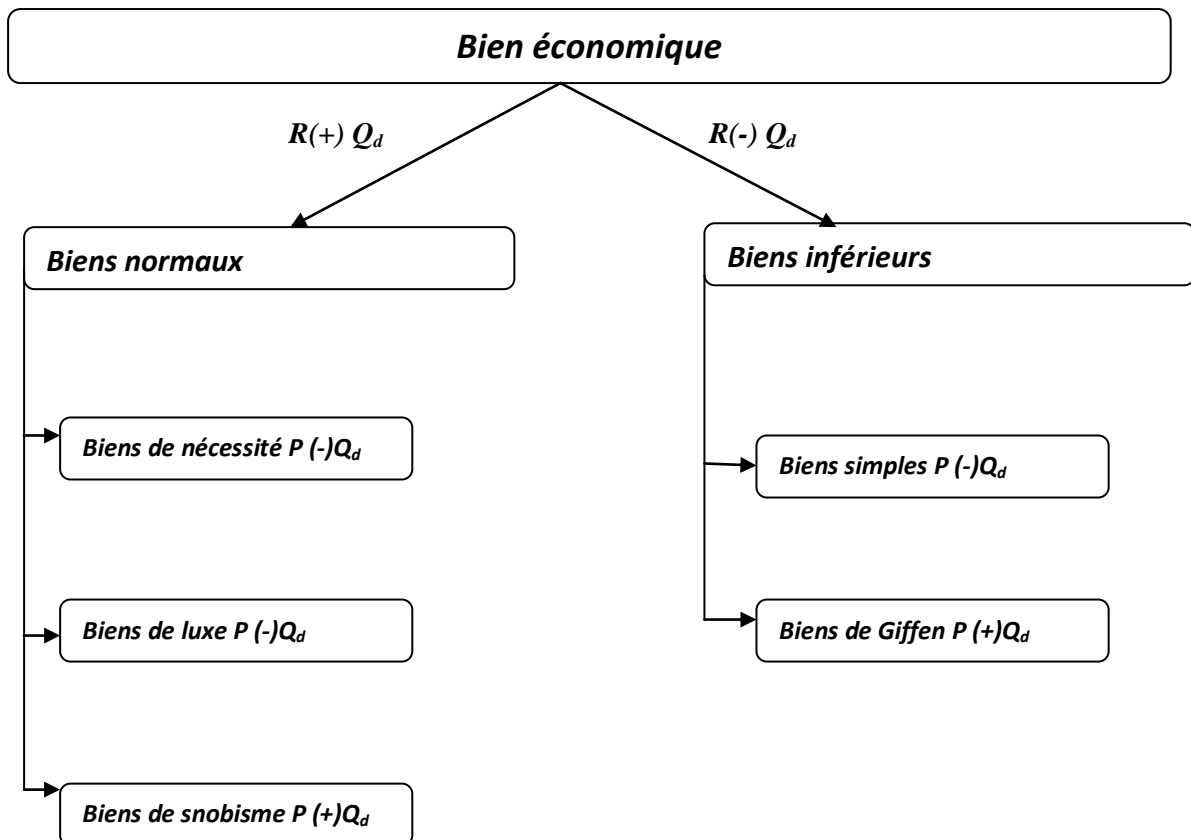 Bien économique
R(+) Qd
R(-) Qd
Biens normaux
Biens inférieurs
Biens de nécessité P (-)Qd
Biens simples P (-)Qd
Biens de luxe P (-)Qd
Biens de Giffen P (+)Qd
Biens de snobisme P (+)Qd